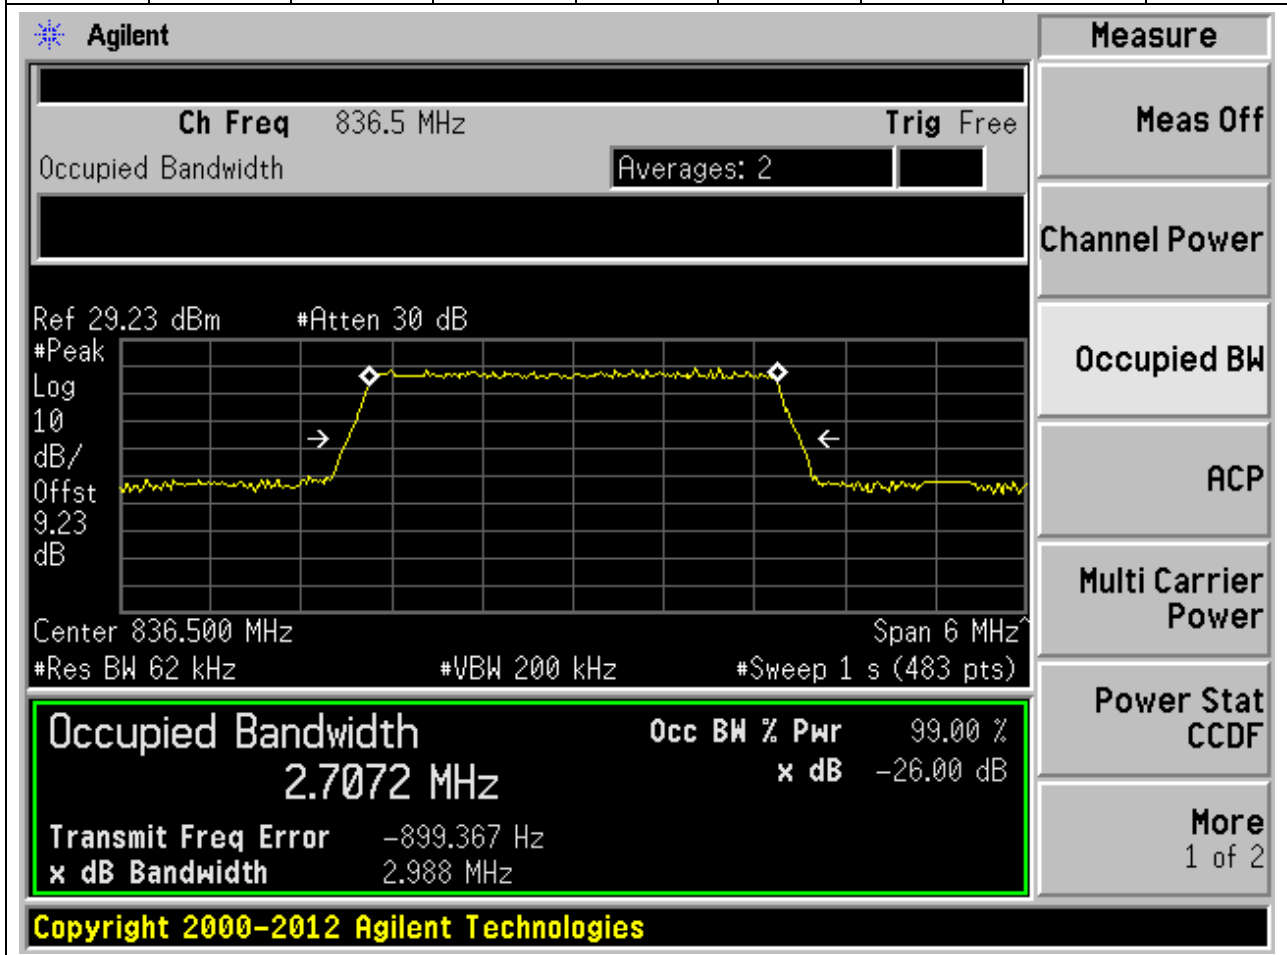 Agilent
Measure
Ch Freq 836.5 MHz Trig Free
Meas Off
Occupied Bandwidth Averages: 2
Channel Power
Ref 29.23 dBm #Atten 30 dB
#Peak
Log
10
dB/
Offst
9.23
dB
Occupied BW
ACP
Multi Carrier
Power
Center 836.500 MHz Span 6 MHz^
#Res BW 62 kHz #VBW 200 kHz #Sweep 1 s (483 pts)
Power Stat
CCDF
Occupied Bandwidth Occ BW % Pwr 99.00 %
2.7072 MHz x dB -26.00 dB
Transmit Freq Error -899.367 Hz
x dB Bandwidth 2.988 MHz
More
1 of 2
Copyright 2000-2012 Agilent Technologies